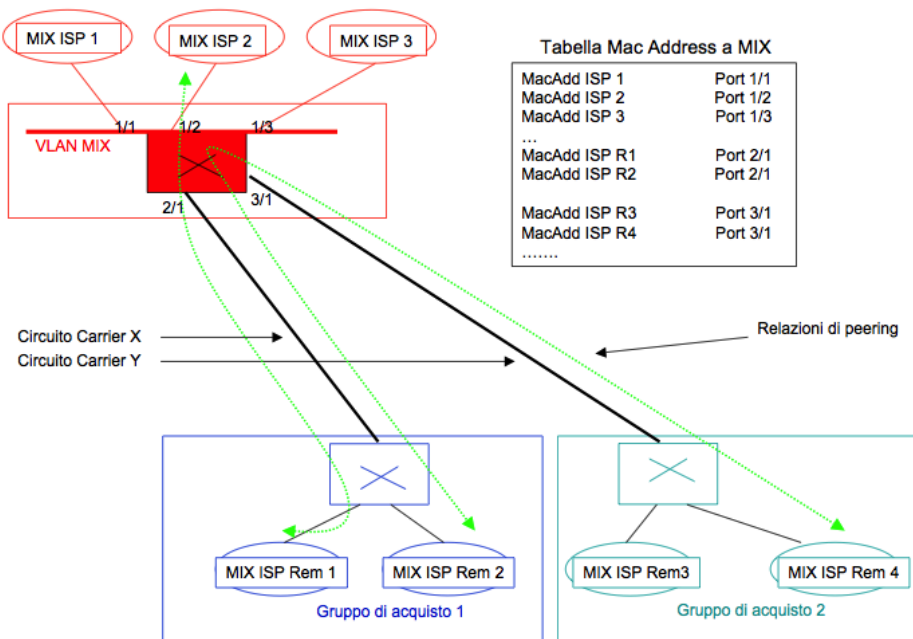 MIX ISP 1
MIX ISP 2
MIX ISP 3
1/1
1/2
1/3
VLAN MIX
2/1
3/1
Tabella Mac Address a MIX
MacAdd ISP 1 Port 1/1
MacAdd ISP 2 Port 1/2
MacAdd ISP 3 Port 1/3
...
MacAdd ISP R1 Port 2/1
MacAdd ISP R2 Port 2/1
MacAdd ISP R3 Port 3/1
MacAdd ISP R4 Port 3/1
.......
Circuito Carrier X
Circuito Carrier Y
Relazioni di peering
MIX ISP Rem 1
MIX ISP Rem 2
Gruppo di acquisto 1
MIX ISP Rem3
MIX ISP Rem 4
Gruppo di acquisto 2